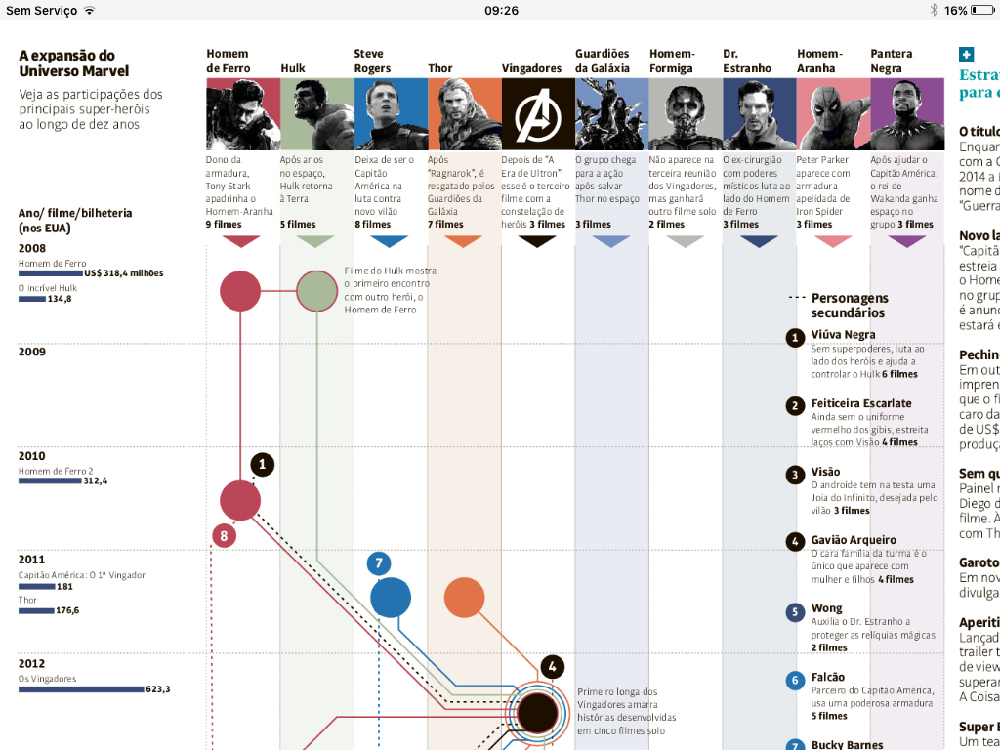 Sem Serviço
09:26
16%
A expansão do
Universo Marvel
Veja as participações dos
principais super-heróis
ao longo de dez anos
Homem
de Ferro
Hulk
Steve
Rogers
Thor
Vingadores
Guardiões
da Galáxia
Homem-
Formiga
Dr.
Estranho
Homem-
Aranha
Pantera
Negra
Dono da
armadura,
Tony Stark
apadrinha o
Homem-Aranha
9 filmes
Após anos
no espaço,
Hulk retorna
à Terra
5 filmes
Deixa de ser o
Capitão
América na
luta contra
novo vilão
8 filmes
Após
"Ragnarok", é
resgatado pelos
Guardiões da
Galáxia
7 filmes
Depois de "A
Era de Ultron"
esse é o terceiro
filme com a
constelação de
heróis 3 filmes
O grupo chega
para a ação
após salvar
Thor no espaço
3 filmes
Não aparece na
terceira reunião
dos Vingadores,
mas ganhará
outro filme solo
2 filmes
O ex-cirurgião
com poderes
místicos luta ao
lado do Homem
de Ferro
3 filmes
Peter Parker
aparece com
armadura
apelidada de
Iron Spider
3 filmes
Após ajudar o
Capitão América,
o rei de
Wakanda ganha
espaço no
grupo 3 filmes
Ano/ filme/bilheteria
(nos EUA)
2008
Homem de Ferro
US$ 318,4 milhões
O Incrível Hulk
134,8
Filme do Hulk mostra
o primeiro encontro
com outro herói, o
Homem de Ferro
2009
2010
Homem de Ferro 2
312,4
1
8
2011
Capitão América: O 1º Vingador
181
Thor
176,6
7
2012
Os Vingadores
623,3
4
Primeiro longa dos
Vingadores amarra
histórias desenvolvidas
em cinco filmes solo
Personagens
secundários
1 Viúva Negra
Sem superpoderes, luta ao
lado dos heróis e ajuda a
controlar o Hulk 6 filmes
2 Feiticeira Escarlate
Ainda sem o uniforme
vermelho dos gibis, estreita
laços com Visão 4 filmes
3 Visão
O androide tem na testa uma
Joia do Infinito, desejada pelo
vilão 3 filmes
4 Gavião Arqueiro
O cara família da turma é o
único que aparece com
mulher e filhos 4 filmes
5 Wong
Auxilia o Dr. Estranho a
proteger as relíquias mágicas
2 filmes
6 Falcão
Parceiro do Capitão América,
usa uma poderosa armadura
5 filmes
7 Bucky Barnes
para
O título
Enquan
com a C
2014 a
nome d
"Guerra
Novo la
"Capitã
estreia
o Home
no grup
é anunc
estará e
Pechin
Em out
impren
que o fi
caro da
de US$
produç
Sem qu
Painel r
Diego d
filme. À
com Th
Garoto
Em nov
divulga
Aperiti
Lançad
trailer t
de view
superan
A Coisa
Super B
Um tea